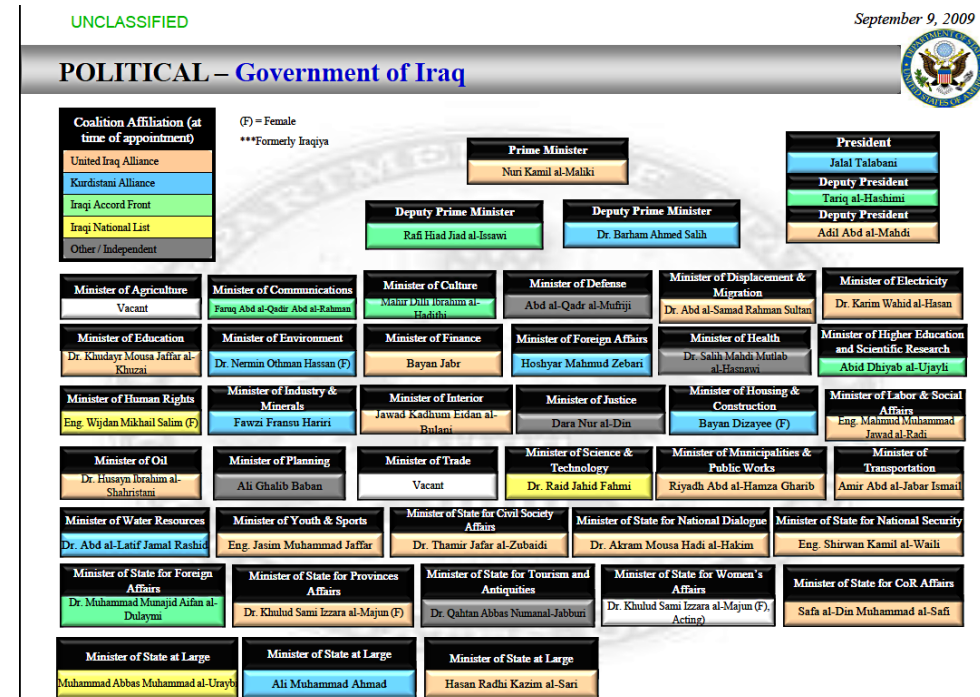 UNCLASSIFIED
September 9, 2009
POLITICAL – Government of Iraq
Coalition Affiliation (at
time of appointment)
United Iraq Alliance
Kurdistani Alliance
Iraqi Accord Front
Iraqi National List
Other / Independent
(F) = Female
***Formerly Iraqiya
Prime Minister
Nuri Kamil al-Maliki
President
Jalal Talabani
Deputy President
Tariq al-Hashimi
Deputy President
Adil Abd al-Mahdi
Deputy Prime Minister
Rafi Hiad Jiad al-Issawi
Deputy Prime Minister
Dr. Barham Ahmed Salih
Minister of Agriculture
Vacant
Minister of Communications
Faruq Abd al-Qadir Abd al-Rahman
Minister of Culture
Mahir Dilli Ibrahim al-
Hadithi
Minister of Defense
Abd al-Qadr al-Mufriji
Minister of Displacement &
Migration
Dr. Abd al-Samad Rahman Sultan
Minister of Electricity
Dr. Karim Wahid al-Hasan
Minister of Education
Dr. Khudayr Mousa Jaffar al-
Khuzai
Minister of Environment
Dr. Nermin Othman Hassan (F)
Minister of Finance
Bayan Jabr
Minister of Foreign Affairs
Hoshyar Mahmud Zebari
Minister of Health
Dr. Salih Mahdi Mutlab
al-Hasnawi
Minister of Higher Education
and Scientific Research
Abid Dhiyab al-Ujayli
Minister of Human Rights
Eng. Wijdan Mikhail Salim (F)
Minister of Industry &
Minerals
Fawzi Fransu Hariri
Minister of Interior
Jawad Kadhum Eidan al-
Bulani
Minister of Justice
Dara Nur al-Din
Minister of Housing &
Construction
Bayan Dizayee (F)
Minister of Labor & Social
Affairs
Eng. Mahmud Muhammad
Jawad al-Radi
Minister of Oil
Dr. Husayn Ibrahim al-
Shahristani
Minister of Planning
Ali Ghalib Baban
Minister of Trade
Vacant
Minister of Science &
Technology
Dr. Raid Jahid Fahmi
Minister of Municipalities &
Public Works
Riyadh Abd al-Hamza Gharib
Minister of
Transportation
Amir Abd al-Jabar Ismail
Minister of Water Resources
Dr. Abd al-Latif Jamal Rashid
Minister of Youth & Sports
Eng. Jasim Muhammad Jaffar
Minister of State for Civil Society
Affairs
Dr. Thamir Jafar al-Zubaidi
Minister of State for National Dialogue
Dr. Akram Mousa Hadi al-Hakim
Minister of State for National Security
Eng. Shirwan Kamil al-Waili
Minister of State for Foreign
Affairs
Dr. Muhammad Munajid Aifan al-
Dulaymi
Minister of State for Provinces
Affairs
Dr. Khulud Sami Izzara al-Majun (F)
Minister of State for Tourism and
Antiquities
Dr. Qahtan Abbas Numanal-Jabburi
Minister of State for Women's
Affairs
Dr. Khulud Sami Izzara al-Majun (F),
Acting)
Minister of State for CoR Affairs
Safa al-Din Muhammad al-Safi
Minister of State at Large
Muhammad Abbas Muhammad al-Uraybi
Minister of State at Large
Ali Muhammad Ahmad
Minister of State at Large
Hasan Radhi Kazim al-Sari